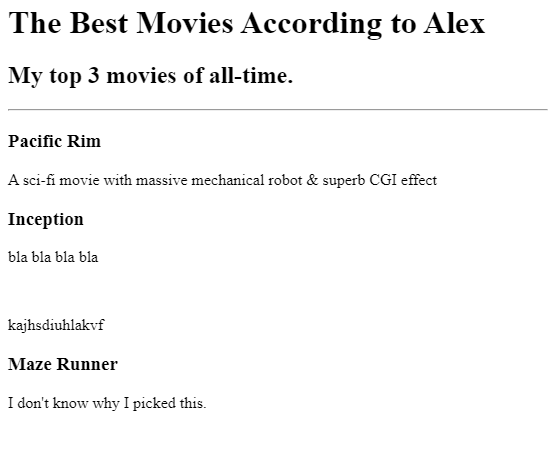 The Best Movies According to Alex
My top 3 movies of all-time.
Pacific Rim
A sci-fi movie with massive mechanical robot & superb CGI effect
Inception
bla bla bla bla
kajhsdiuhlakvf
Maze Runner
I don't know why I picked this.